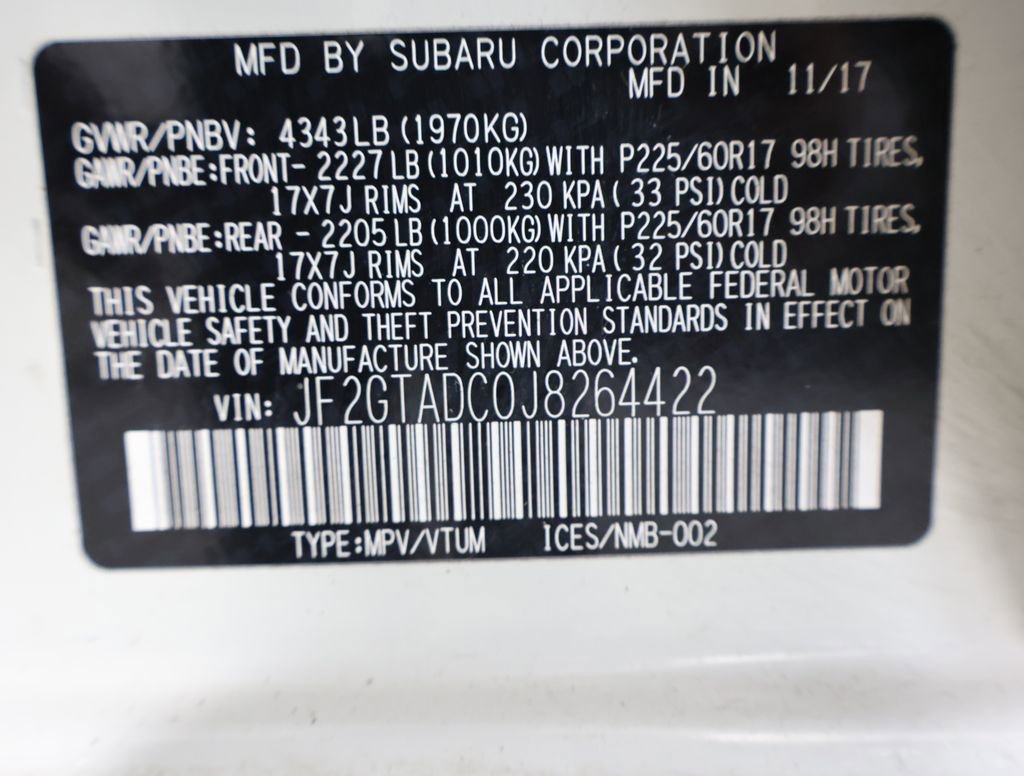 MFD BY SUBARU CORPORATION
MFD IN 11/17
GVWR/PNBV: 4343LB (1970KG)
GAWR/PNBE:FRONT- 2227LB (1010KG) WITH P225/60R17 98H TIRES,
17X7J RIMS AT 230 KPA ( 33 PSI) COLD
GAWR/PNBE:REAR - 2205LB (1000KG) WITH P225/60R17 98H TIRES,
17X7J RIMS AT 220 KPA ( 32 PSI) COLD
THIS VEHICLE CONFORMS TO ALL APPLICABLE FEDERAL MOTOR
VEHICLE SAFETY AND THEFT PREVENTION STANDARDS IN EFFECT ON
THE DATE OF MANUFACTURE SHOWN ABOVE.
VIN: JF2GTADC0J8264422
TYPE:MPV/VTUM ICES/NMB-002